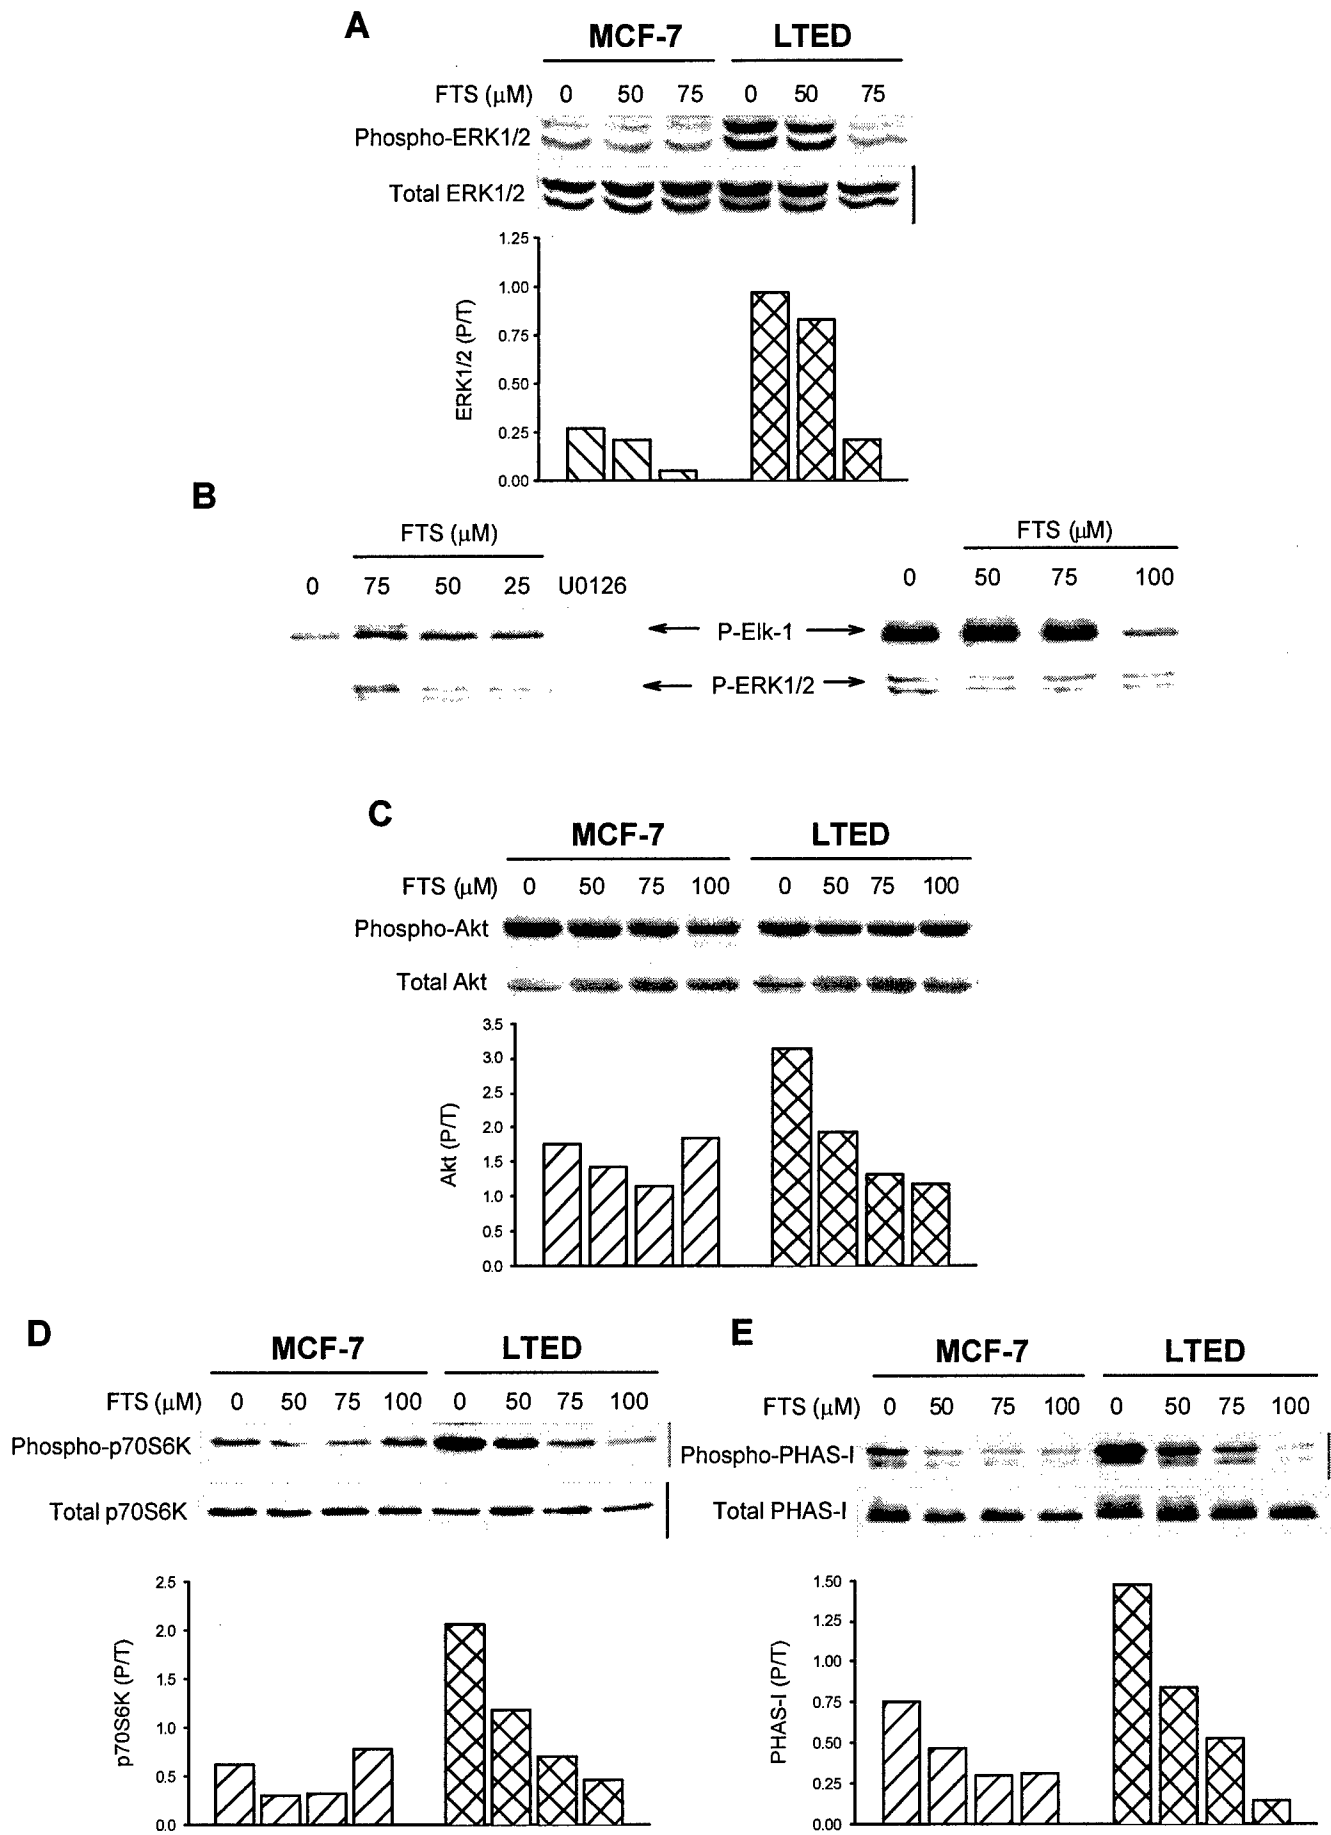 A
MCF-7 LTED
FTS (μM) 0 50 75 0 50 75
Phospho-ERK1/2
Total ERK1/2
1.25
1.00
0.75
0.50
0.25
0.00
ERK1/2 (P/T)
B
FTS (μM)
0 75 50 25 U0126
FTS (μM)
0 50 75 100
P-Elk-1
P-ERK1/2
C
MCF-7 LTED
FTS (μM) 0 50 75 100 0 50 75 100
Phospho-Akt
Total Akt
3.5
3.0
2.5
2.0
1.5
1.0
0.5
0.0
Akt (P/T)
D
MCF-7 LTED
FTS (μM) 0 50 75 100 0 50 75 100
Phospho-p70S6K
Total p70S6K
2.5
2.0
1.5
1.0
0.5
0.0
p70S6K (P/T)
E
MCF-7 LTED
FTS (μM) 0 50 75 100 0 50 75 100
Phospho-PHAS-I
Total PHAS-I
1.50
1.25
1.00
0.75
0.50
0.25
0.00
PHAS-I (P/T)